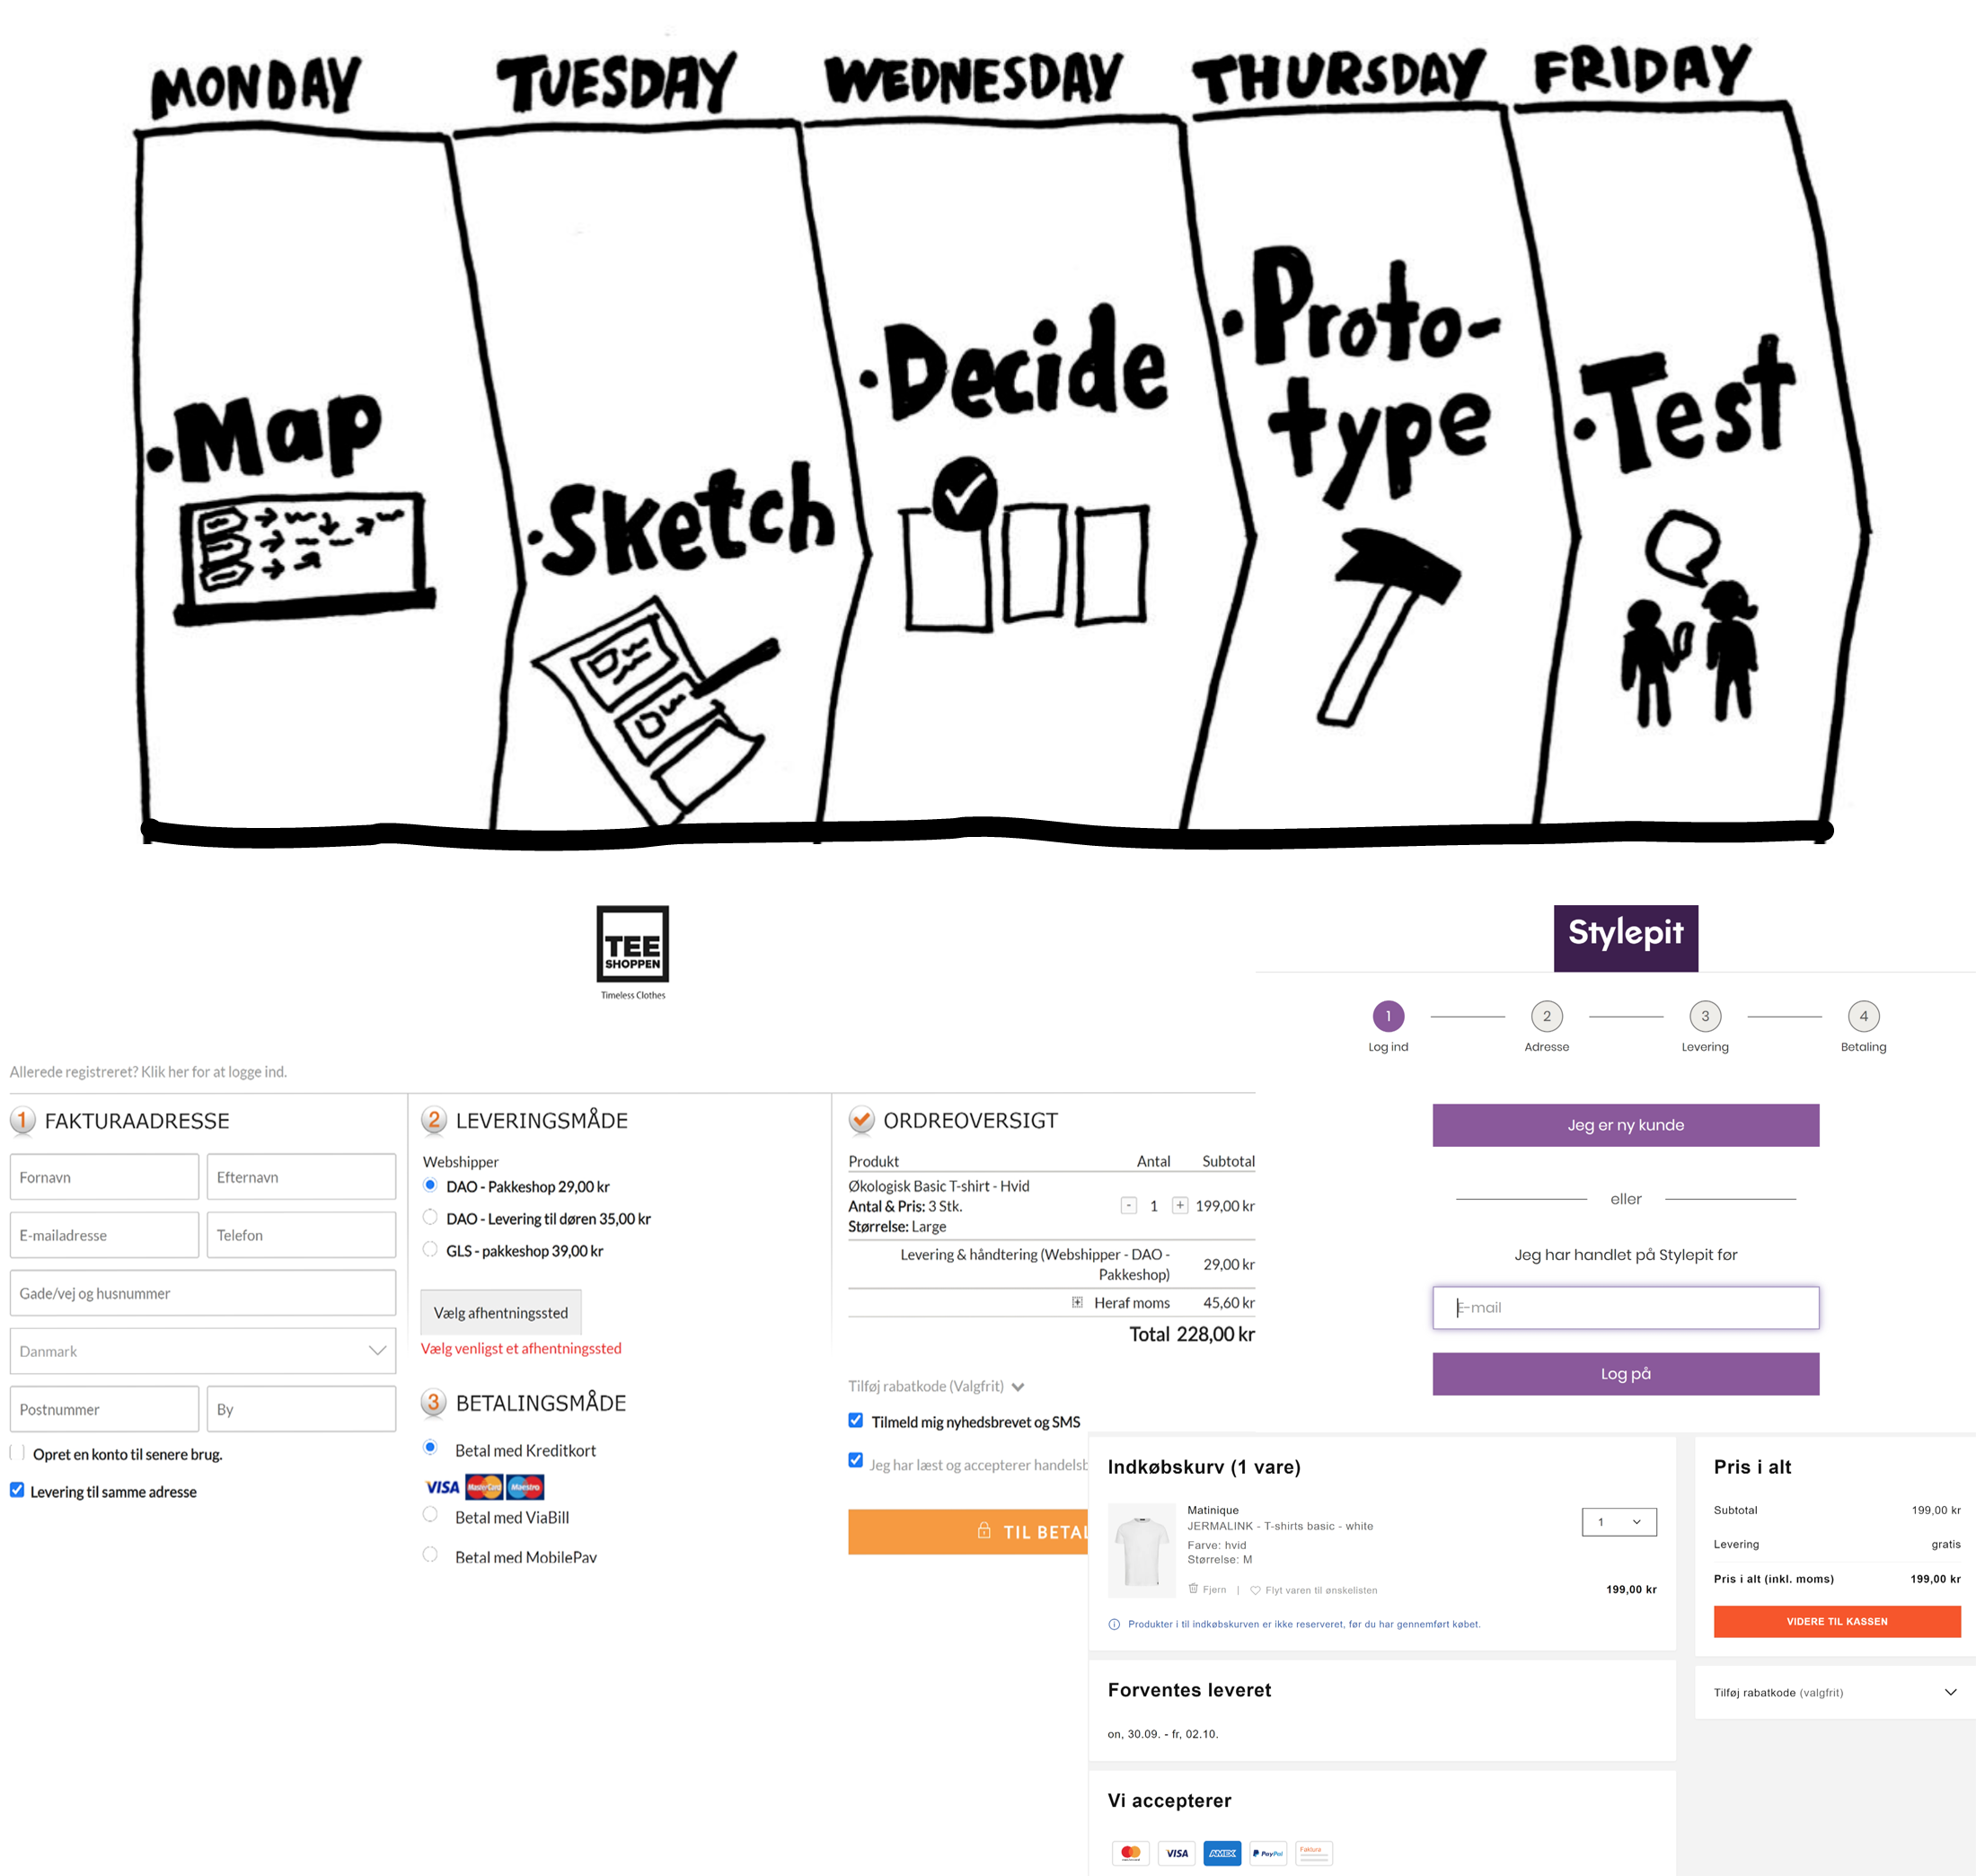 MONDAY TUESDAY WEDNESDAY THURSDAY FRIDAY
• Map
• Sketch
• Decide
• Proto-
type
• Test
TEE
SHOPPEN
Timeless Clothes
Allerede registreret? Klik her for at logge ind.
1 FAKTURAADRESSE
Fornavn Efternavn
E-mailadresse Telefon
Gade/vej og husnummer
Danmark
Postnummer By
Opret en konto til senere brug.
Levering til samme adresse
2 LEVERINGSMÅDE
Webshipper
DAO - Pakkeshop 29,00 kr
DAO - Levering til døren 35,00 kr
GLS - pakkeshop 39,00 kr
Vælg afhentningssted
Vælg venligst et afhentningssted
3 BETALINGSMÅDE
Betal med Kreditkort
VISA MasterCard Maestro
Betal med ViaBill
Betal med MobilePay
ORDREOVERSIGT
Produkt Antal Subtotal
Økologisk Basic T-shirt - Hvid
Antal & Pris: 3 Stk. - 1 + 199,00 kr
Størrelse: Large
Levering & håndtering (Webshipper - DAO -
Pakkeshop) 29,00 kr
Heraf moms 45,60 kr
Total 228,00 kr
Tilføj rabatkode (Valgfrit)
Tilmeld mig nyhedsbrevet og SMS
Jeg har læst og accepterer handelsb
TIL BETAL
Stylepit
1 2 3 4
Log ind Adresse Levering Betaling
Jeg er ny kunde
eller
Jeg har handlet på Stylepit før
E-mail
Log på
Indkøbskurv (1 vare)
Matinique
JERMALINK - T-shirts basic - white
Farve: hvid
Størrelse: M
1
Fjern | Flyt varen til ønskelisten
199,00 kr
Produkter i til indkøbskurven er ikke reserveret, før du har gennemført købet.
Forventes leveret
on, 30.09. - fr, 02.10.
Vi accepterer
VISA AMEX PayPal Faktura
Pris i alt
Subtotal 199,00 kr
Levering gratis
Pris i alt (inkl. moms) 199,00 kr
VIDERE TIL KASSEN
Tilføj rabatkode (valgfrit)